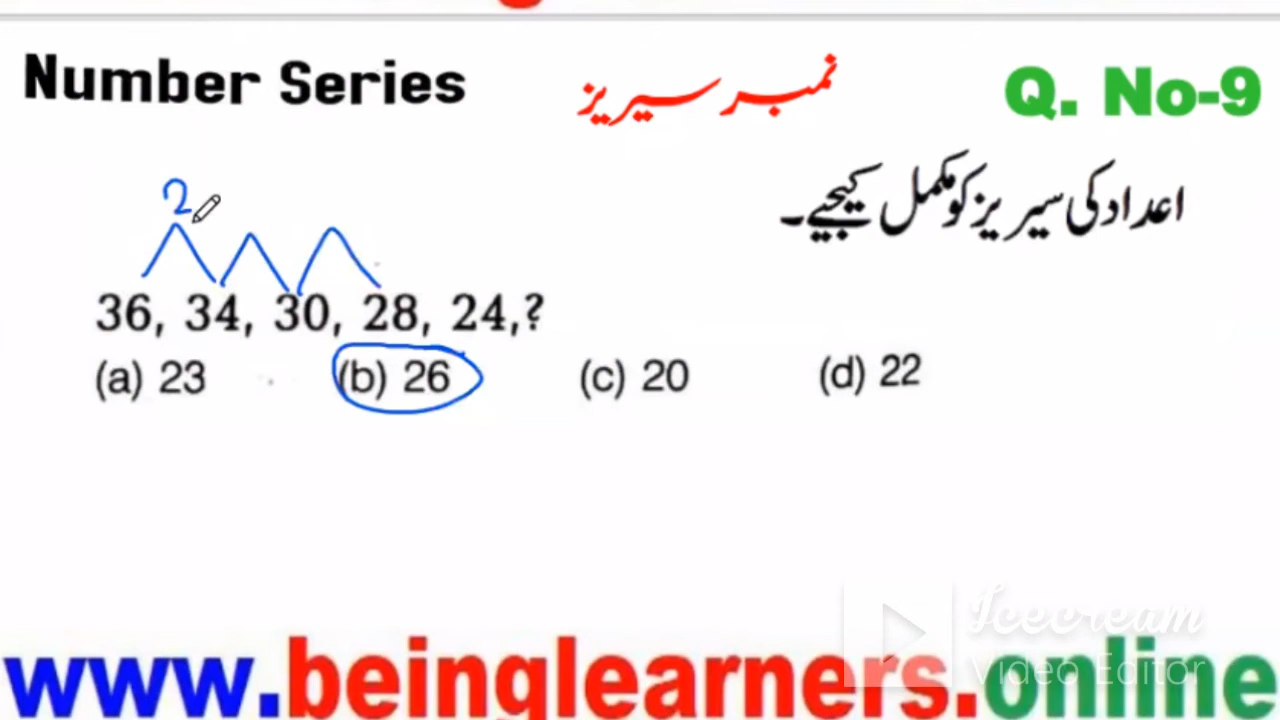 Number Series
نمبر سیریز
Q. No-9
اعداد کی سیریز کو مکمل کیجیے۔
2
36, 34, 30, 28, 24,?
(a) 23 (b) 26 (c) 20 (d) 22
Icecream
Video Editor
www.beinglearners.online